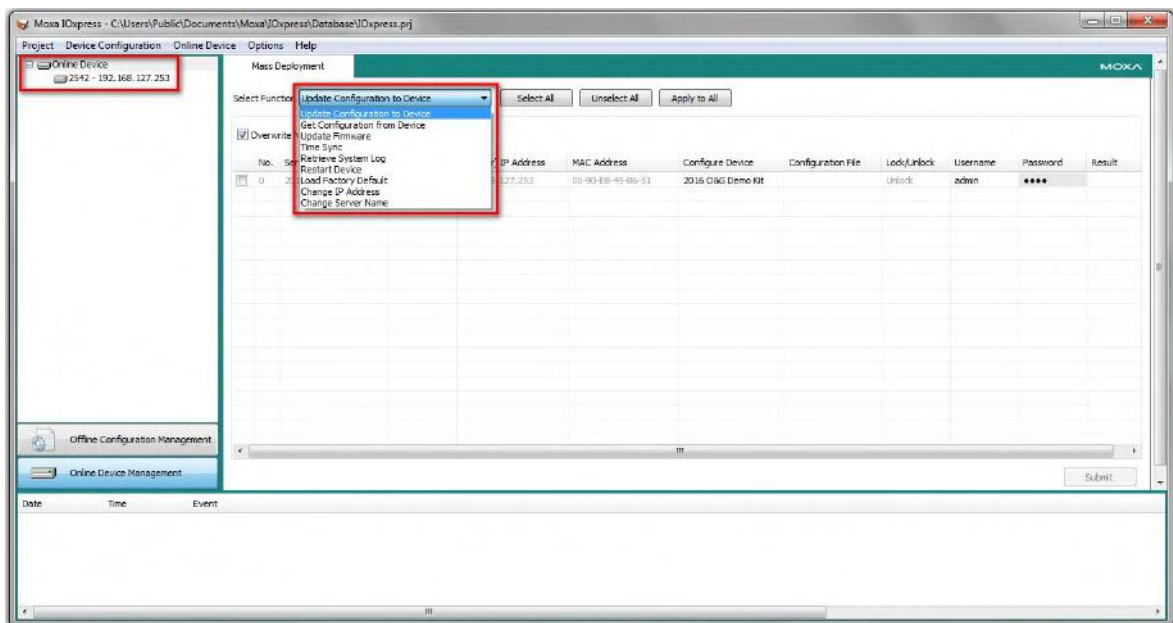 Moxa IOxpress - C:\Users\Public\Documents\Moxa\IOxpress\Database\IOxpress.prj
Project Device Configuration Online Device Options Help
Online Device
2542 - 192.168.127.253
Mass Deployment
MOXA
Select Function Update Configuration to Device Select All Unselect All Apply to All
Update Configuration to Device
Get Configuration from Device
Update Firmware
Time Sync
Retrieve System Log
Restart Device
Load Factory Default
Change IP Address
Change Server Name
Overwrite
No. IP Address MAC Address Configure Device Configuration File Lock/Unlock Username Password Result
0 127.253 00-90-E8-49-B6-51 2016 O&G Demo Kit Unlock admin ••••
Offline Configuration Management
Online Device Management
Submit
Date Time Event